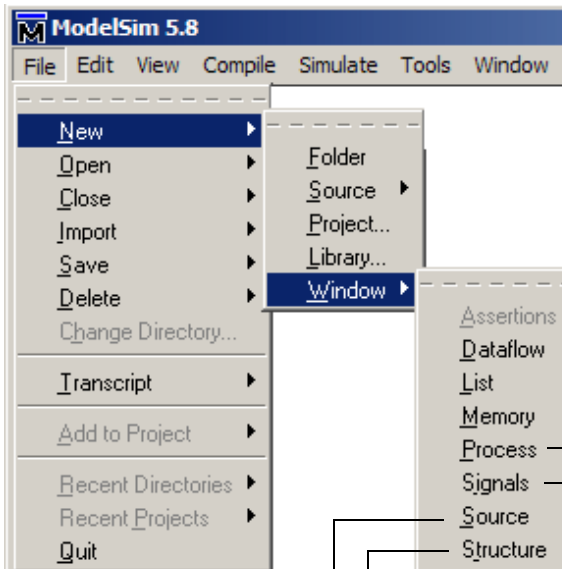 ModelSim 5.8
File Edit View Compile Simulate Tools Window
New
Open
Close
Import
Save
Delete
Change Directory...
Transcript
Add to Project
Recent Directories
Recent Projects
Quit
Folder
Source
Project...
Library...
Window
Assertions
Dataflow
List
Memory
Process
Signals
Source
Structure